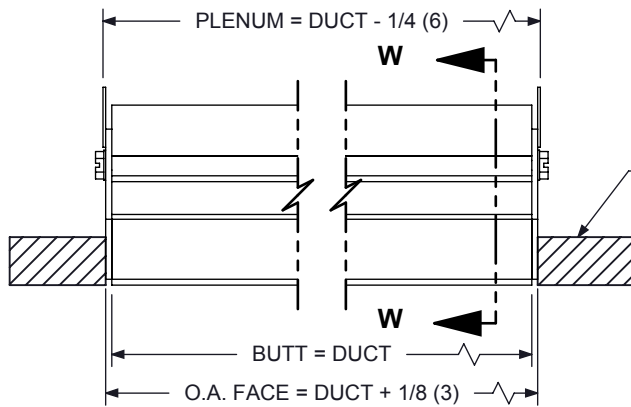 PLENUM = DUCT - 1/4 (6)
W
W
BUTT = DUCT
O.A. FACE = DUCT + 1/8 (3)